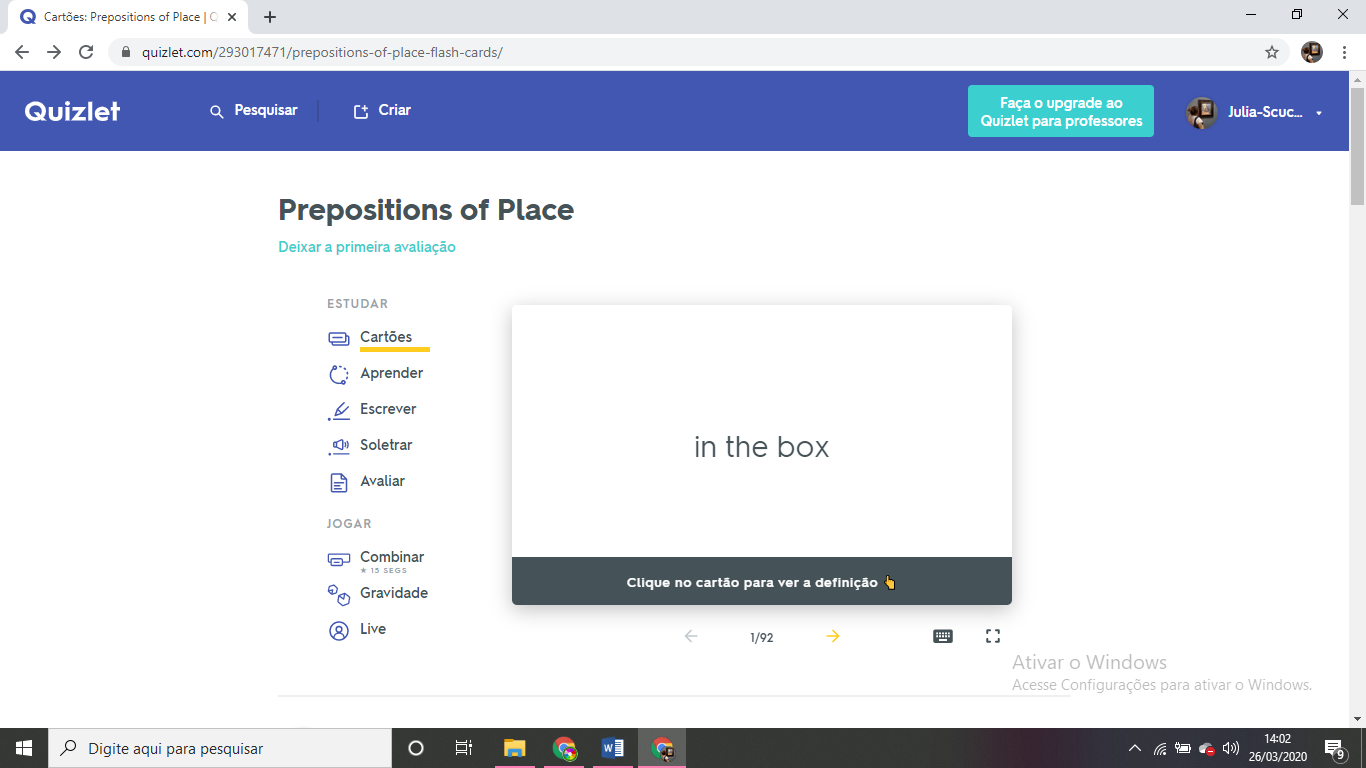 Cartões: Prepositions of Place | Q
quizlet.com/293017471/prepositions-of-place-flash-cards/
Quizlet
Pesquisar
Criar
Faça o upgrade ao
Quizlet para professores
Julia-Scuc...
Prepositions of Place
Deixar a primeira avaliação
ESTUDAR
Cartões
Aprender
Escrever
Soletrar
Avaliar
JOGAR
Combinar
★ 15 SEGS
Gravidade
Live
in the box
Clique no cartão para ver a definição
1/92
Ativar o Windows
Acesse Configurações para ativar o Windows.
Digite aqui para pesquisar
14:02
26/03/2020
9